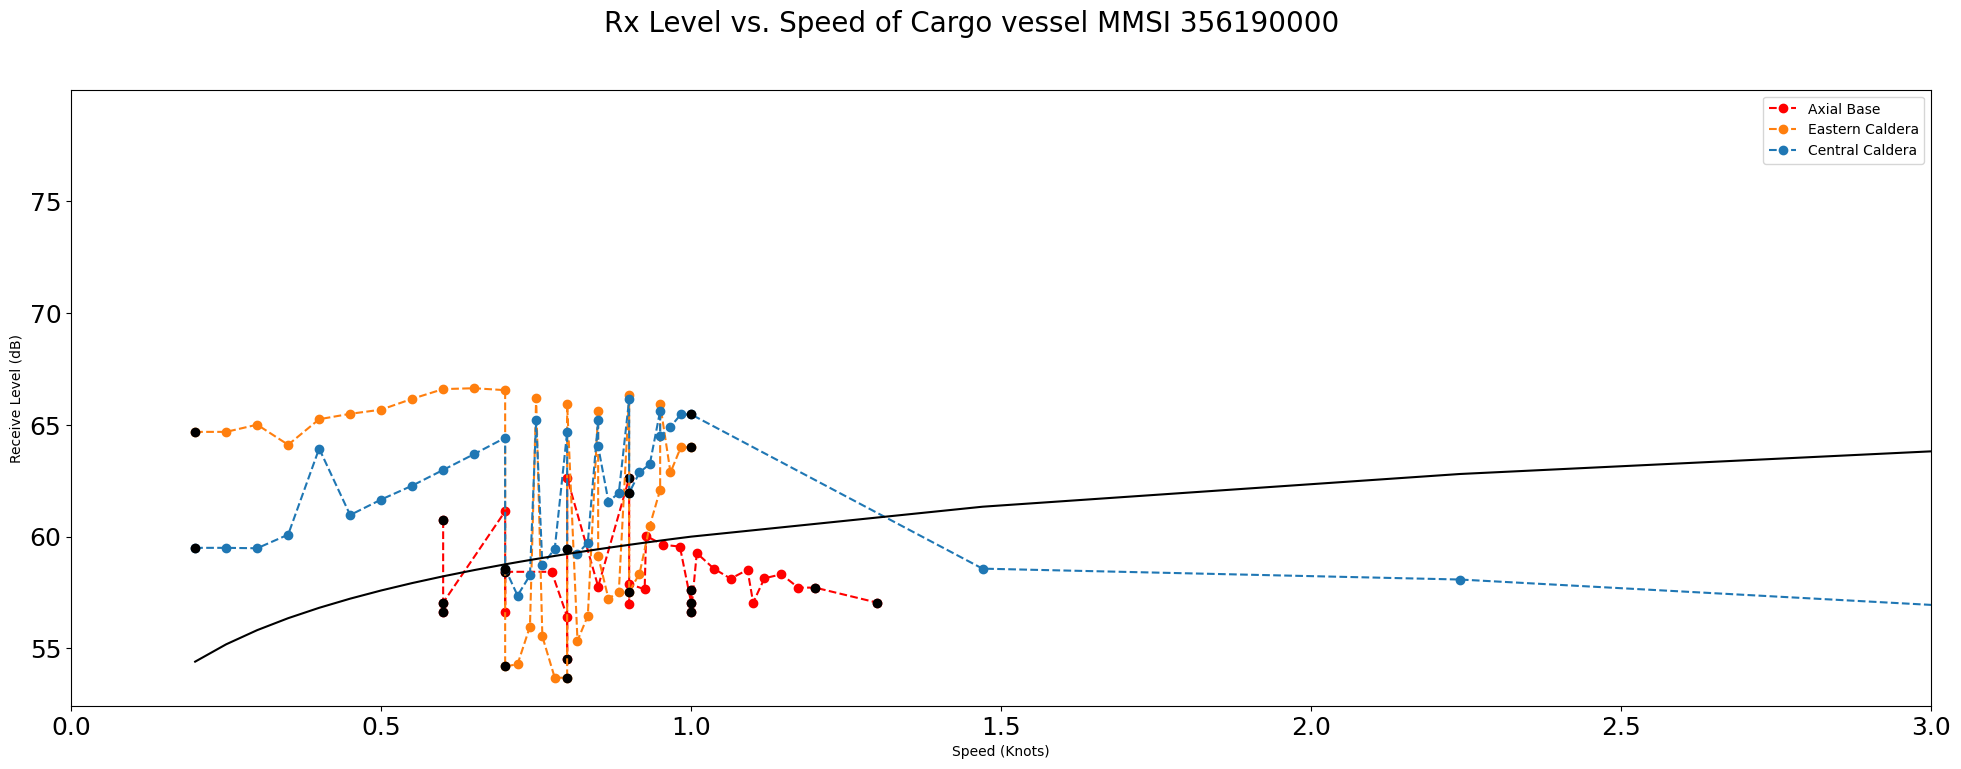 Rx Level vs. Speed of Cargo vessel MMSI 356190000
Axial Base
Eastern Caldera
Central Caldera
75
70
65
60
55
Receive Level (dB)
0.0 0.5 1.0 1.5 2.0 2.5 3.0
Speed (Knots)